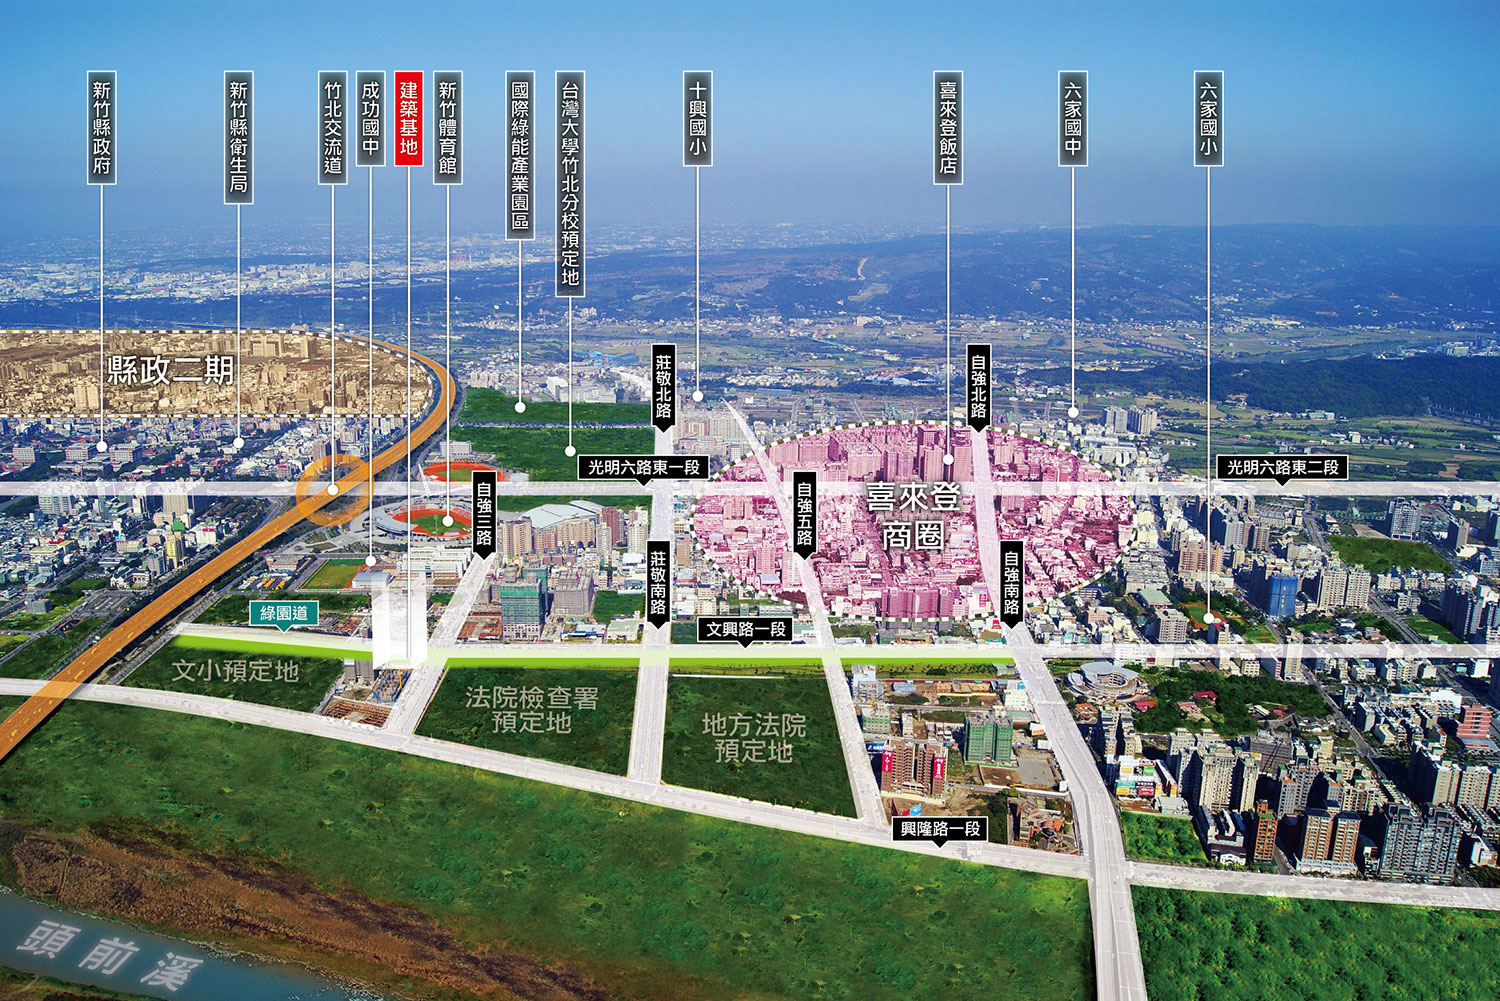 新竹縣政府
新竹縣衛生局
竹北交流道
成功國中
建築基地
新竹體育館
國際綠能產業園區
台灣大學竹北分校預定地
十興國小
喜來登飯店
六家國中
六家國小
縣政二期
莊敬北路
自強北路
光明六路東一段
光明六路東二段
自強三路
自強五路
喜來登
商圈
莊敬南路
自強南路
綠園道
文興路一段
文小預定地
法院檢查署
預定地
地方法院
預定地
興隆路一段
頭前溪